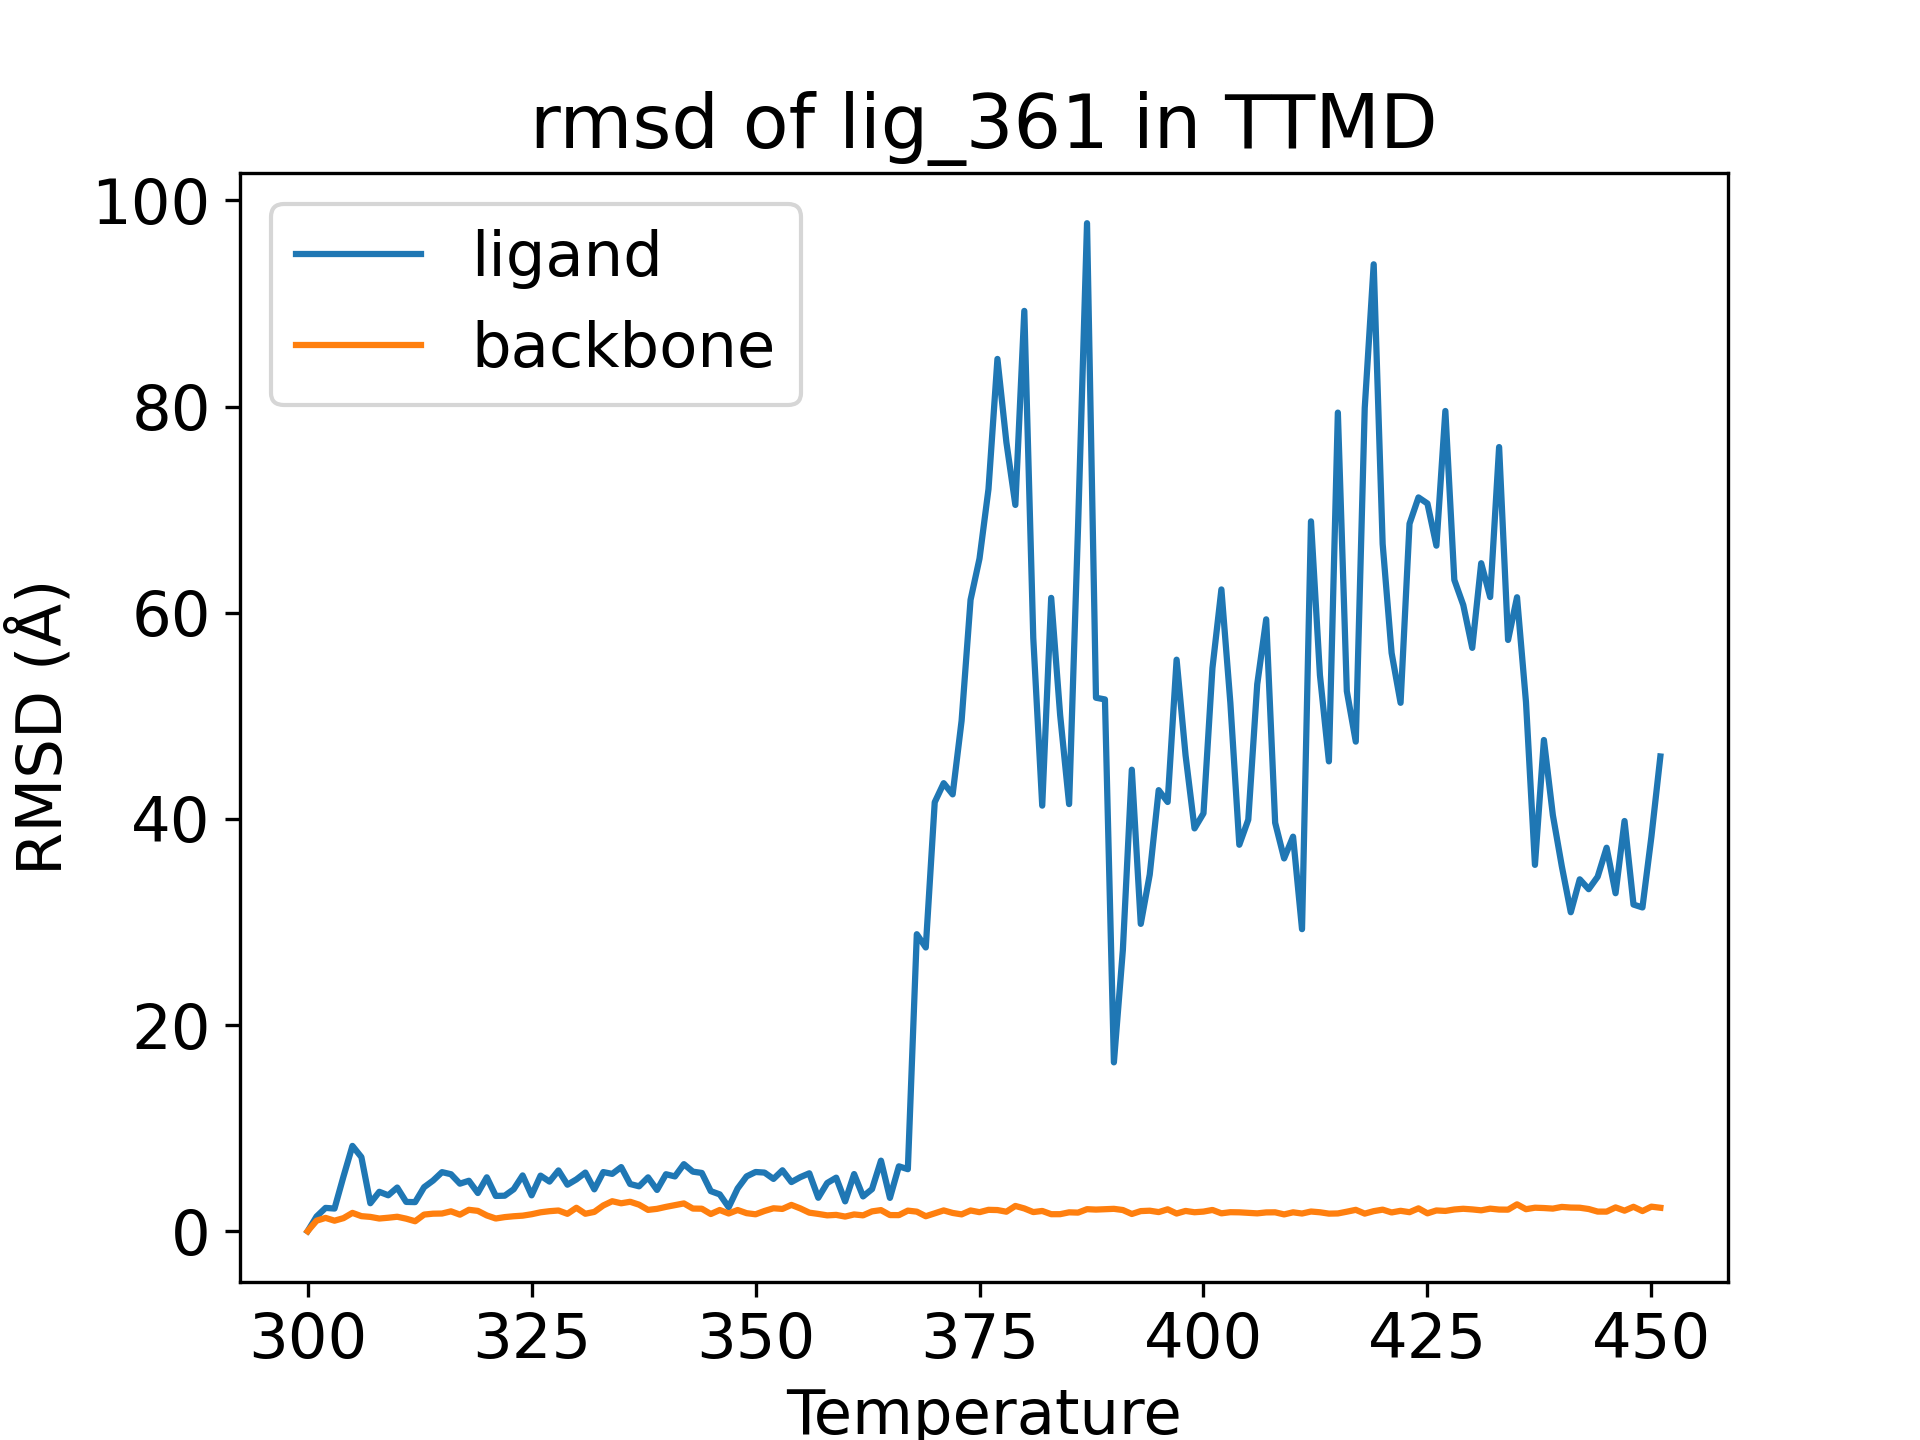 rmsd of lig_361 in TTMD
100
80
60
40
20
0
RMSD (Å)
ligand
backbone
300 325 350 375 400 425 450
Temperature